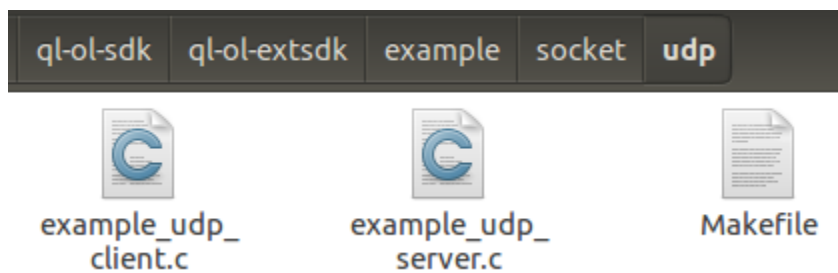 ql-ol-sdk ql-ol-extsdk example socket udp
example_udp_
client.c
example_udp_
server.c
Makefile